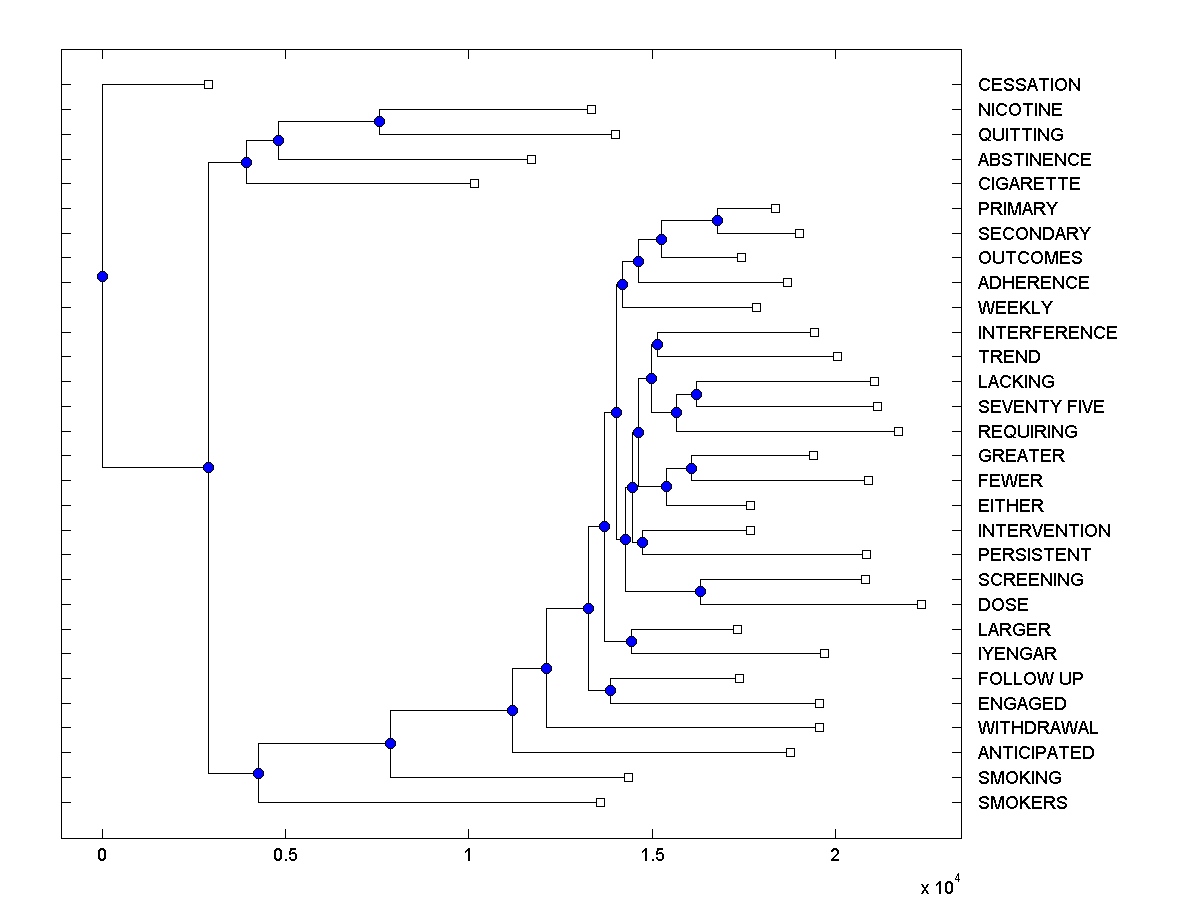 CESSATION
NICOTINE
QUITTING
ABSTINENCE
CIGARETTE
PRIMARY
SECONDARY
OUTCOMES
ADHERENCE
WEEKLY
INTERFERENCE
TREND
LACKING
SEVENTY FIVE
REQUIRING
GREATER
FEWER
EITHER
INTERVENTION
PERSISTENT
SCREENING
DOSE
LARGER
IYENGAR
FOLLOW UP
ENGAGED
WITHDRAWAL
ANTICIPATED
SMOKING
SMOKERS
0 0.5 1 1.5 2
x 10^4